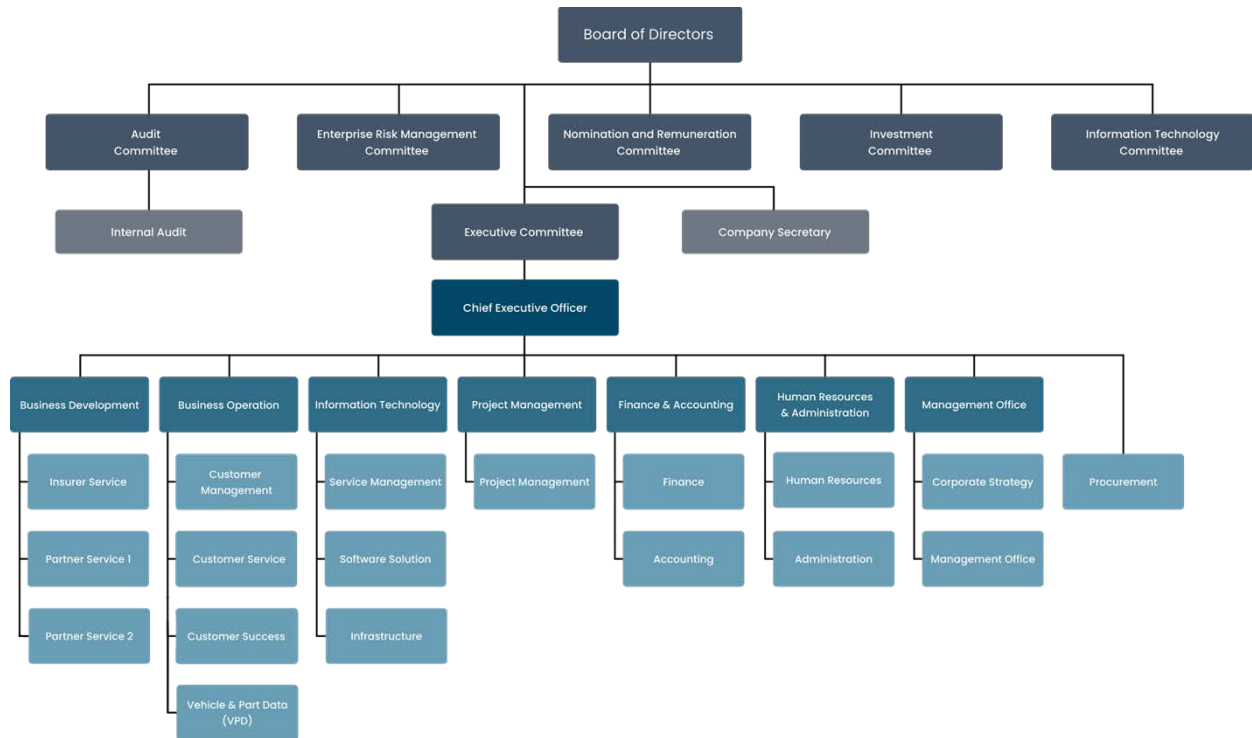 Board of Directors
Audit
Committee
Enterprise Risk Management
Committee
Nomination and Remuneration
Committee
Investment
Committee
Information Technology
Committee
Internal Audit
Executive Committee
Company Secretary
Chief Executive Officer
Business Development
Business Operation
Information Technology
Project Management
Finance & Accounting
Human Resources
& Administration
Management Office
Insurer Service
Customer
Management
Service Management
Project Management
Finance
Human Resources
Corporate Strategy
Procurement
Partner Service 1
Customer Service
Software Solution
Accounting
Administration
Management Office
Partner Service 2
Customer Success
Infrastructure
Vehicle & Part Data
(VPD)